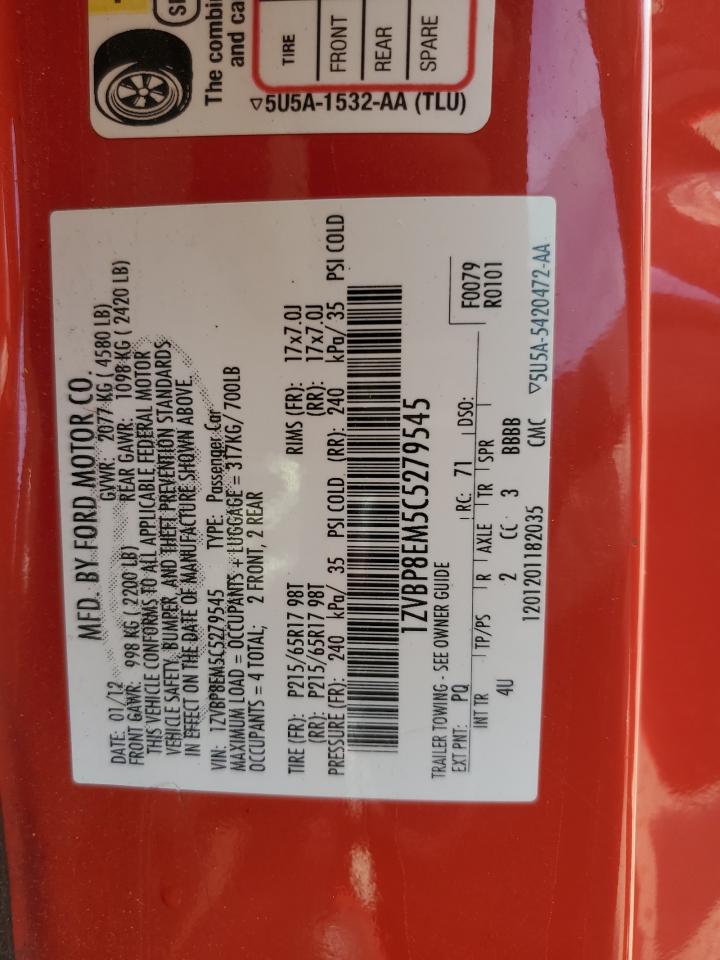 The combin
and ca
TIRE
FRONT
REAR
SPARE
5U5A-1532-AA (TLU)
MFD. BY FORD MOTOR CO.
DATE: 01/12 GVWR: 2077 KG ( 4580 LB)
FRONT GAWR: 998 KG ( 2200 LB) REAR GAWR: 1098 KG ( 2420 LB)
THIS VEHICLE CONFORMS TO ALL APPLICABLE FEDERAL MOTOR
VEHICLE SAFETY, BUMPER, AND THEFT PREVENTION STANDARDS
IN EFFECT ON THE DATE OF MANUFACTURE SHOWN ABOVE.
VIN: 1ZVBP8EM5C5279545 TYPE: Passenger Car
MAXIMUM LOAD = OCCUPANTS + LUGGAGE = 317KG/700LB
OCCUPANTS = 4 TOTAL; 2 FRONT, 2 REAR
TIRE (FR): P215/65R17 98T RIMS (FR): 17x7.0J
(RR): P215/65R17 98T (RR): 17x7.0J
PRESSURE (FR): 240 kPa/ 35 PSI COLD (RR): 240 kPa/ 35 PSI COLD
1ZVBP8EM5C5279545
TRAILER TOWING - SEE OWNER GUIDE
F0079
R0101
EXT PNT: PQ RC: 71 DSO:
INT TR TP/PS R AXLE TR SPR
4U 2 CC 3 BBBB
1201201182035 CMC 5U5A-5420472-AA